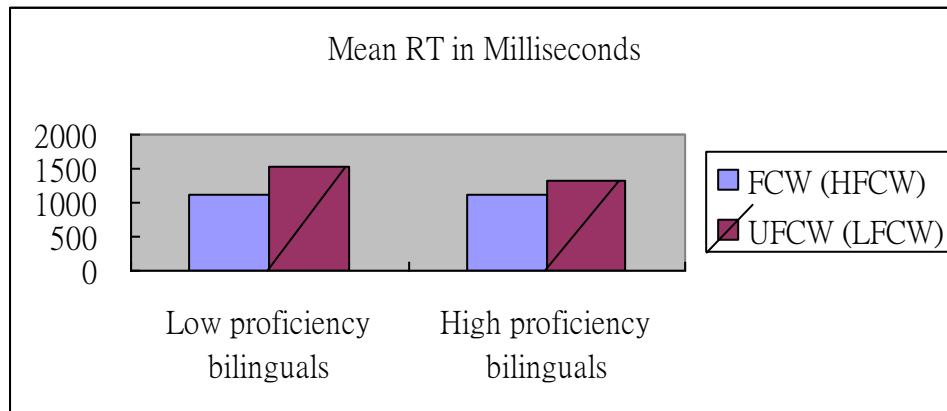 Mean RT in Milliseconds
2000
1500
1000
500
0
FCW (HFCW)
UFCW (LFCW)
Low proficiency
bilinguals
High proficiency
bilinguals